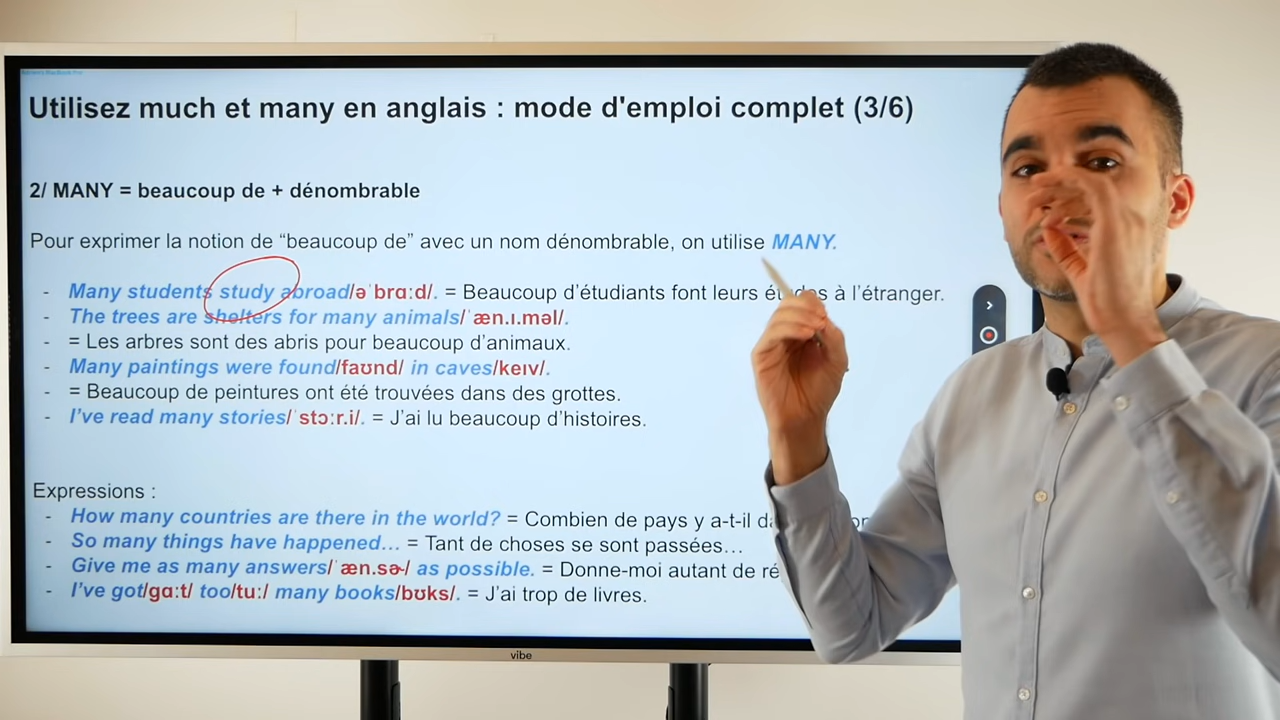 Utilisez much et many en anglais : mode d'emploi complet (3/6)
2/ MANY = beaucoup de + dénombrable
Pour exprimer la notion de “beaucoup de” avec un nom dénombrable, on utilise MANY.
- Many students study abroad/əˈbrɑːd/. = Beaucoup d’étudiants font leurs études à l’étranger.
- The trees are shelters for many animals/ˈæn.ɪ.məl/.
- = Les arbres sont des abris pour beaucoup d’animaux.
- Many paintings were found/faʊnd/ in caves/keɪv/.
- = Beaucoup de peintures ont été trouvées dans des grottes.
- I’ve read many stories/ˈstɔːr.i/. = J’ai lu beaucoup d’histoires.
Expressions :
- How many countries are there in the world? = Combien de pays y a-t-il
- So many things have happened… = Tant de choses se sont passées…
- Give me as many answers/ˈæn.sɚ/ as possible. = Donne-moi autant de
- I’ve got/gɑːt/ too/tuː/ many books/bʊks/. = J’ai trop de livres.
vibe